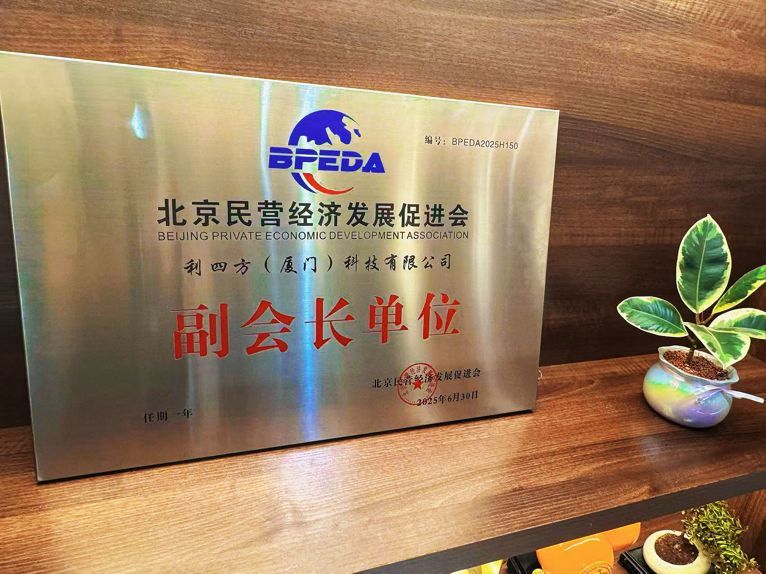 编号：BPEDA2025H150
BPEDA
北京民营经济发展促进会
BEIJING PRIVATE ECONOMIC DEVELOPMENT ASSOCIATION
利四方（厦门）科技有限公司
副会长单位
北京民营经济发展促进会
2025年6月30日
任期一年